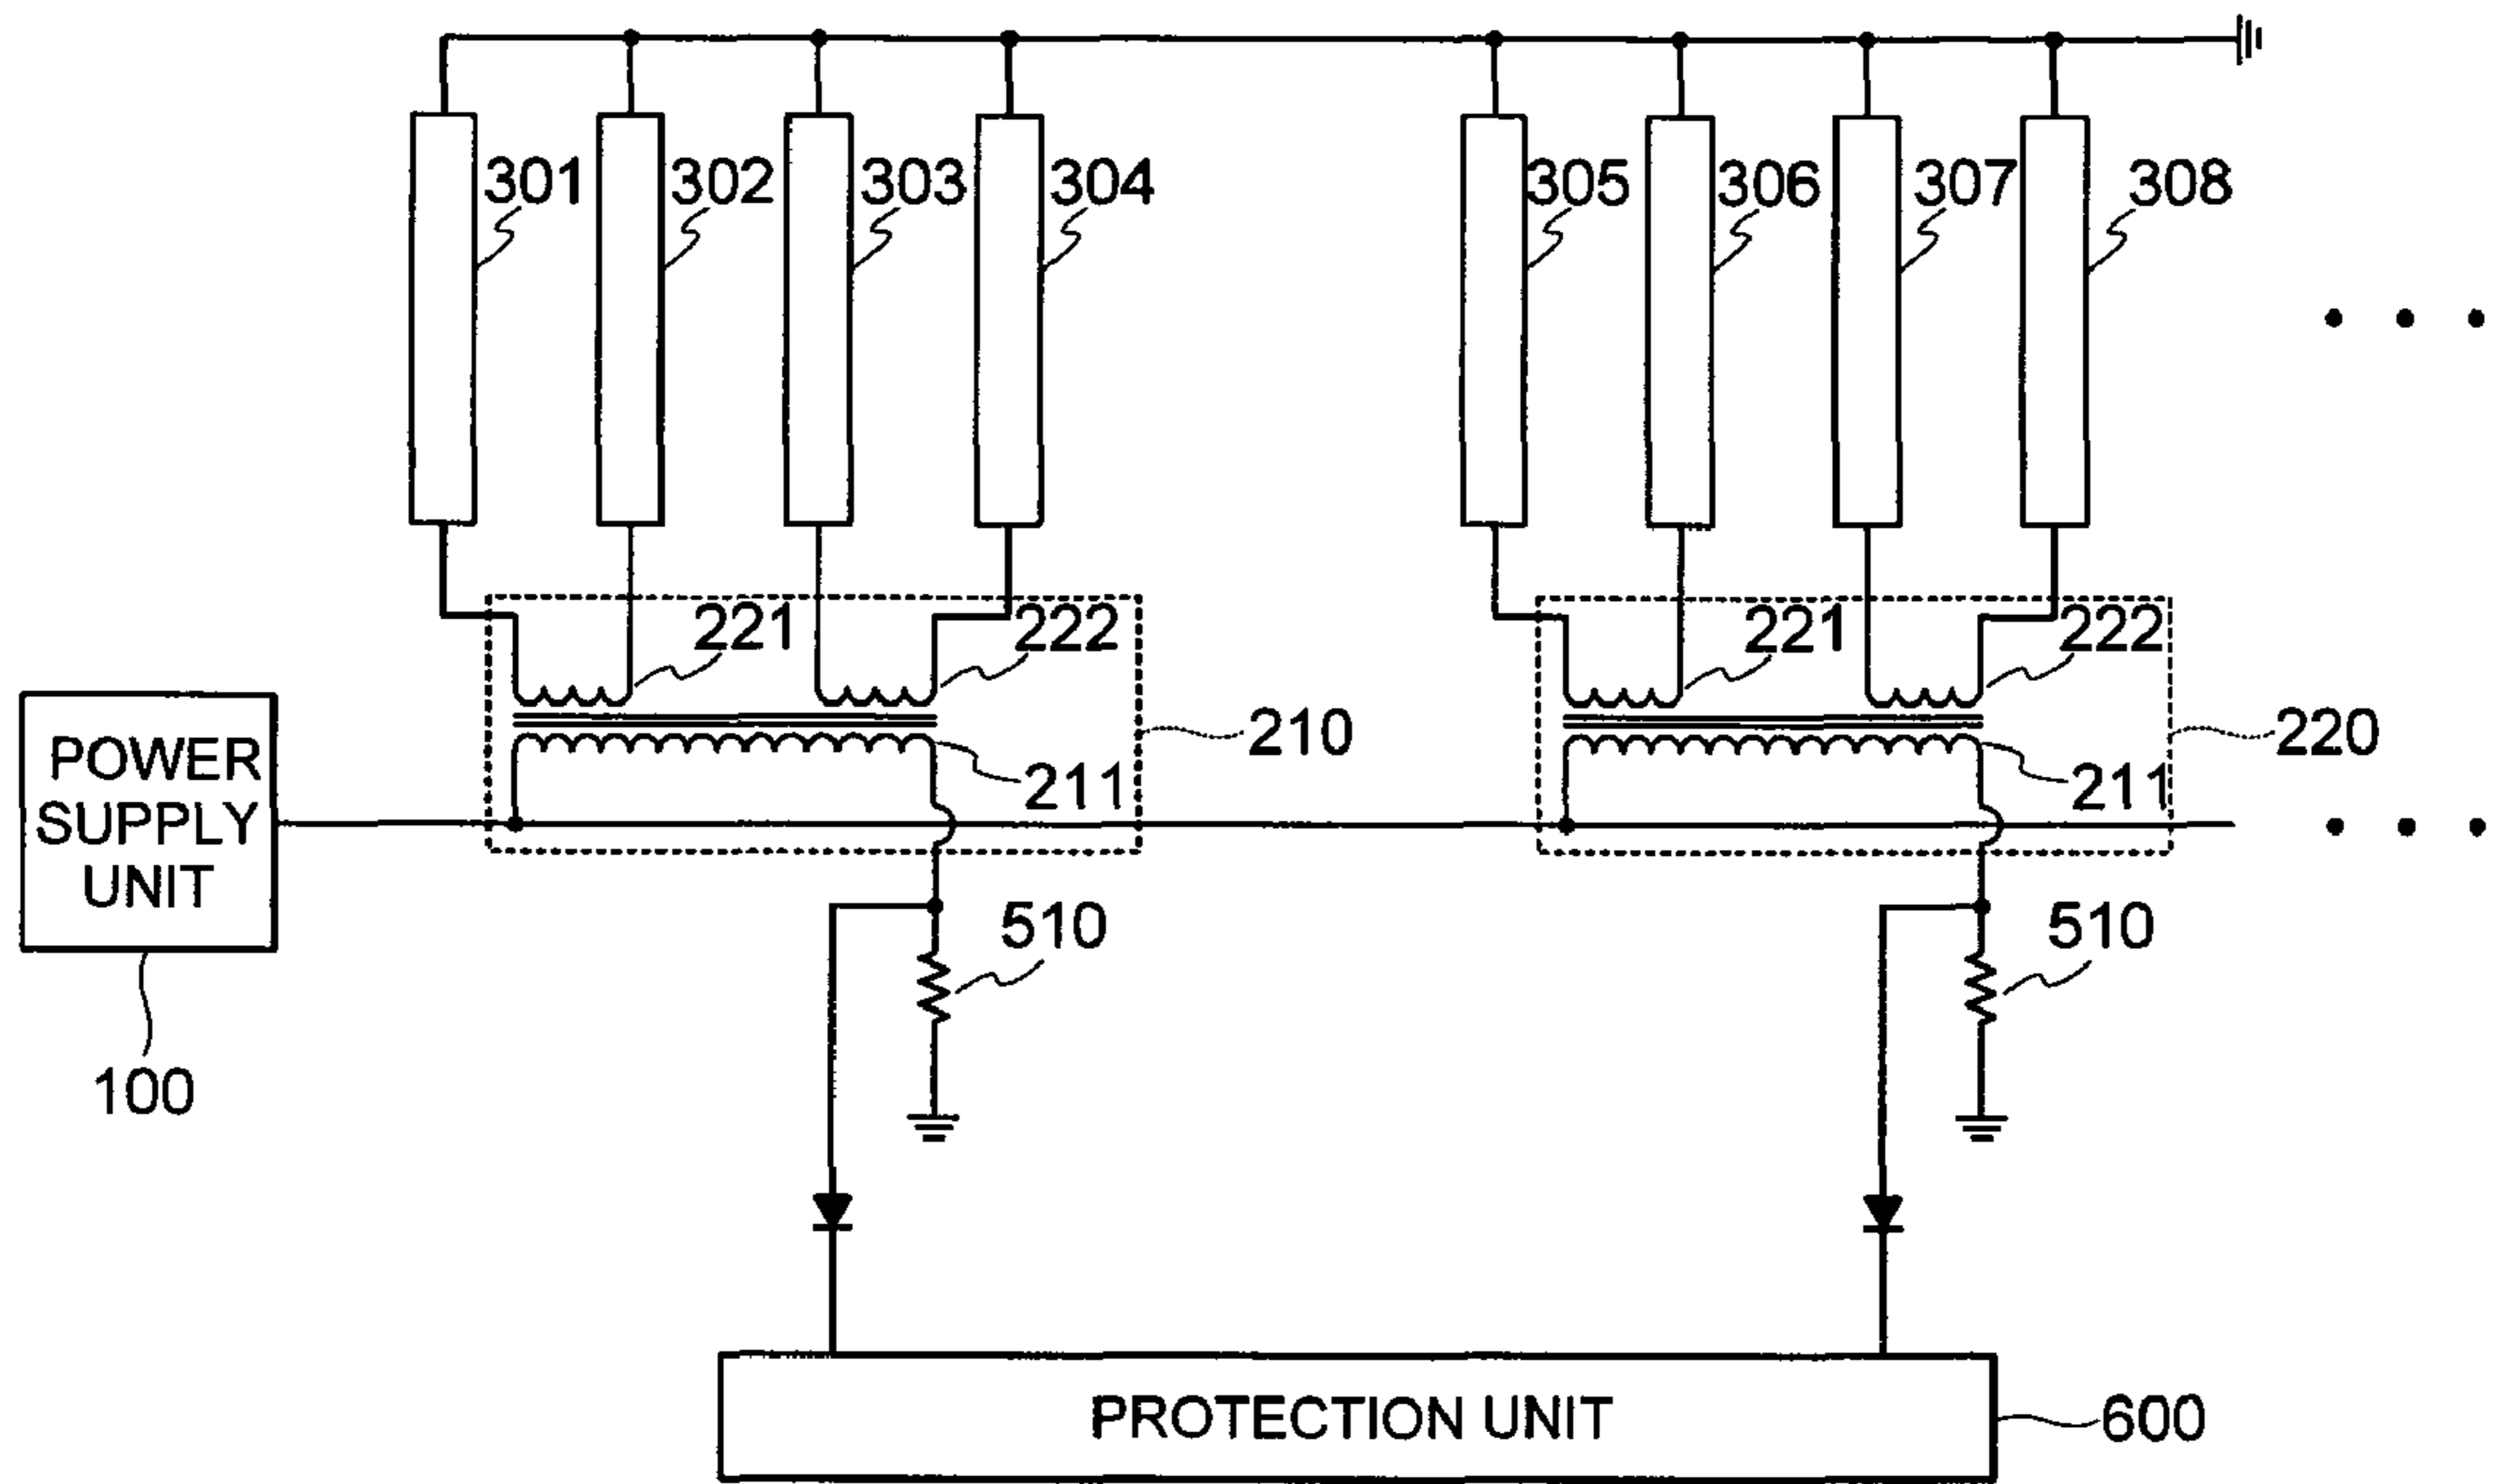 301 302 303 304 305 306 307 308
221 222 221 222
210 220
211 211
POWER
SUPPLY
UNIT
510 510
100
PROTECTION UNIT
600